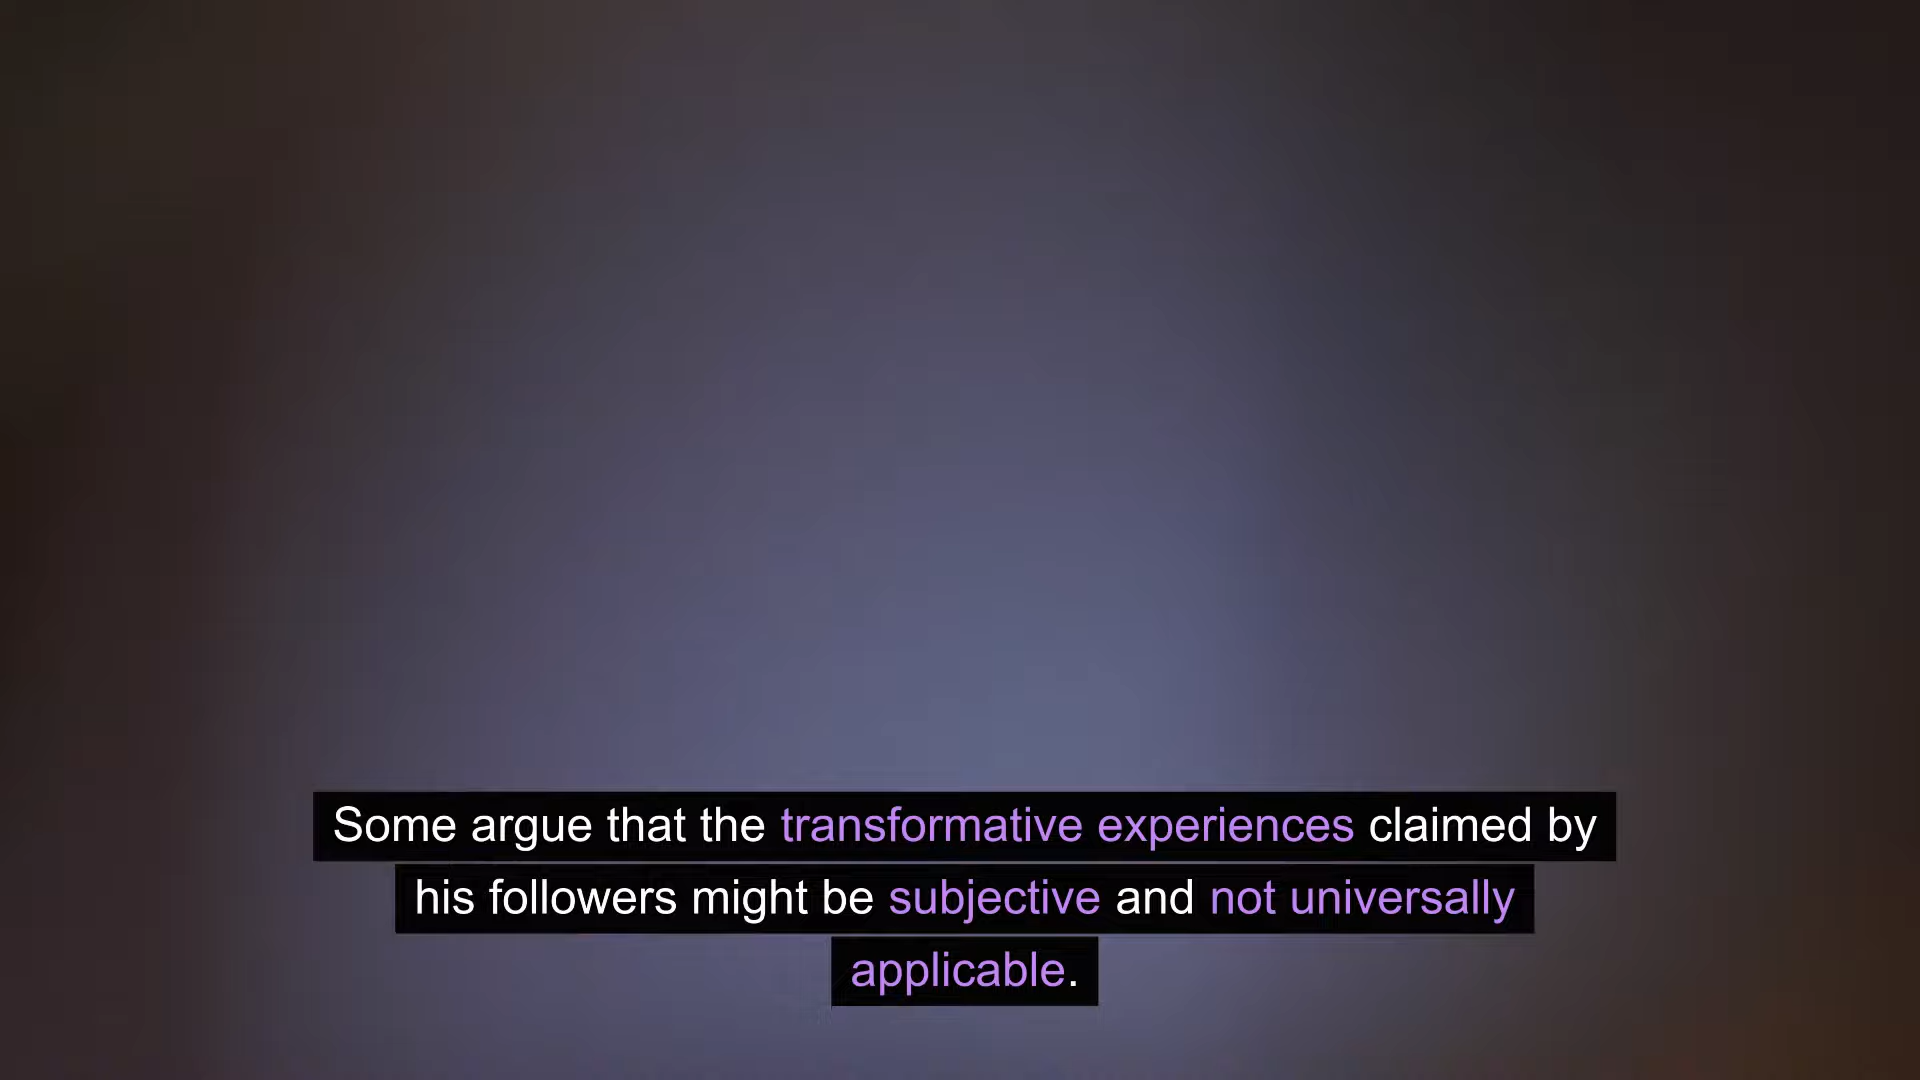 Some argue that the transformative experiences claimed by
his followers might be subjective and not universally
applicable.